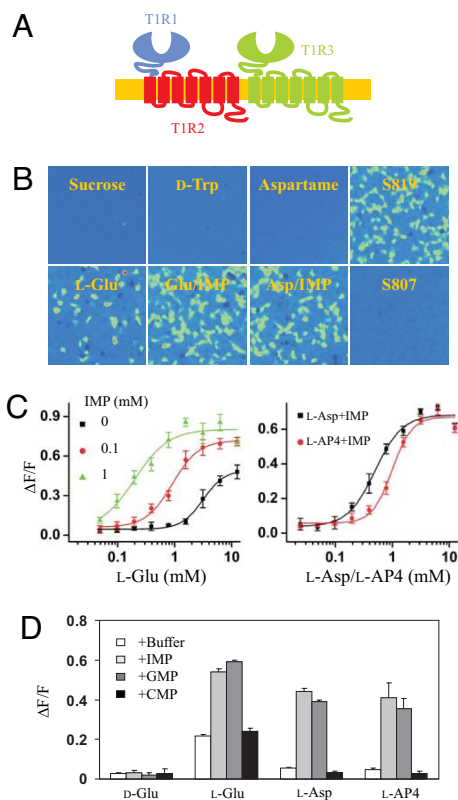 A
T1R1
T1R3
T1R2
B
Sucrose
D-Trp
Aspartame
S819
L-Glu
Glu/IMP
Asp/IMP
S807
C
IMP (mM)
0
0.1
1
0.9
0.6
0.3
0.0
ΔF/F
0.1
1
10
L-Glu (mM)
L-Asp+IMP
L-AP4+IMP
0.6
0.4
0.2
0.0
0.1
1
10
L-Asp/L-AP4 (mM)
D
+Buffer
+IMP
+GMP
+CMP
0.8
0.6
0.4
0.2
0
ΔF/F
D-Glu
L-Glu
L-Asp
L-AP4